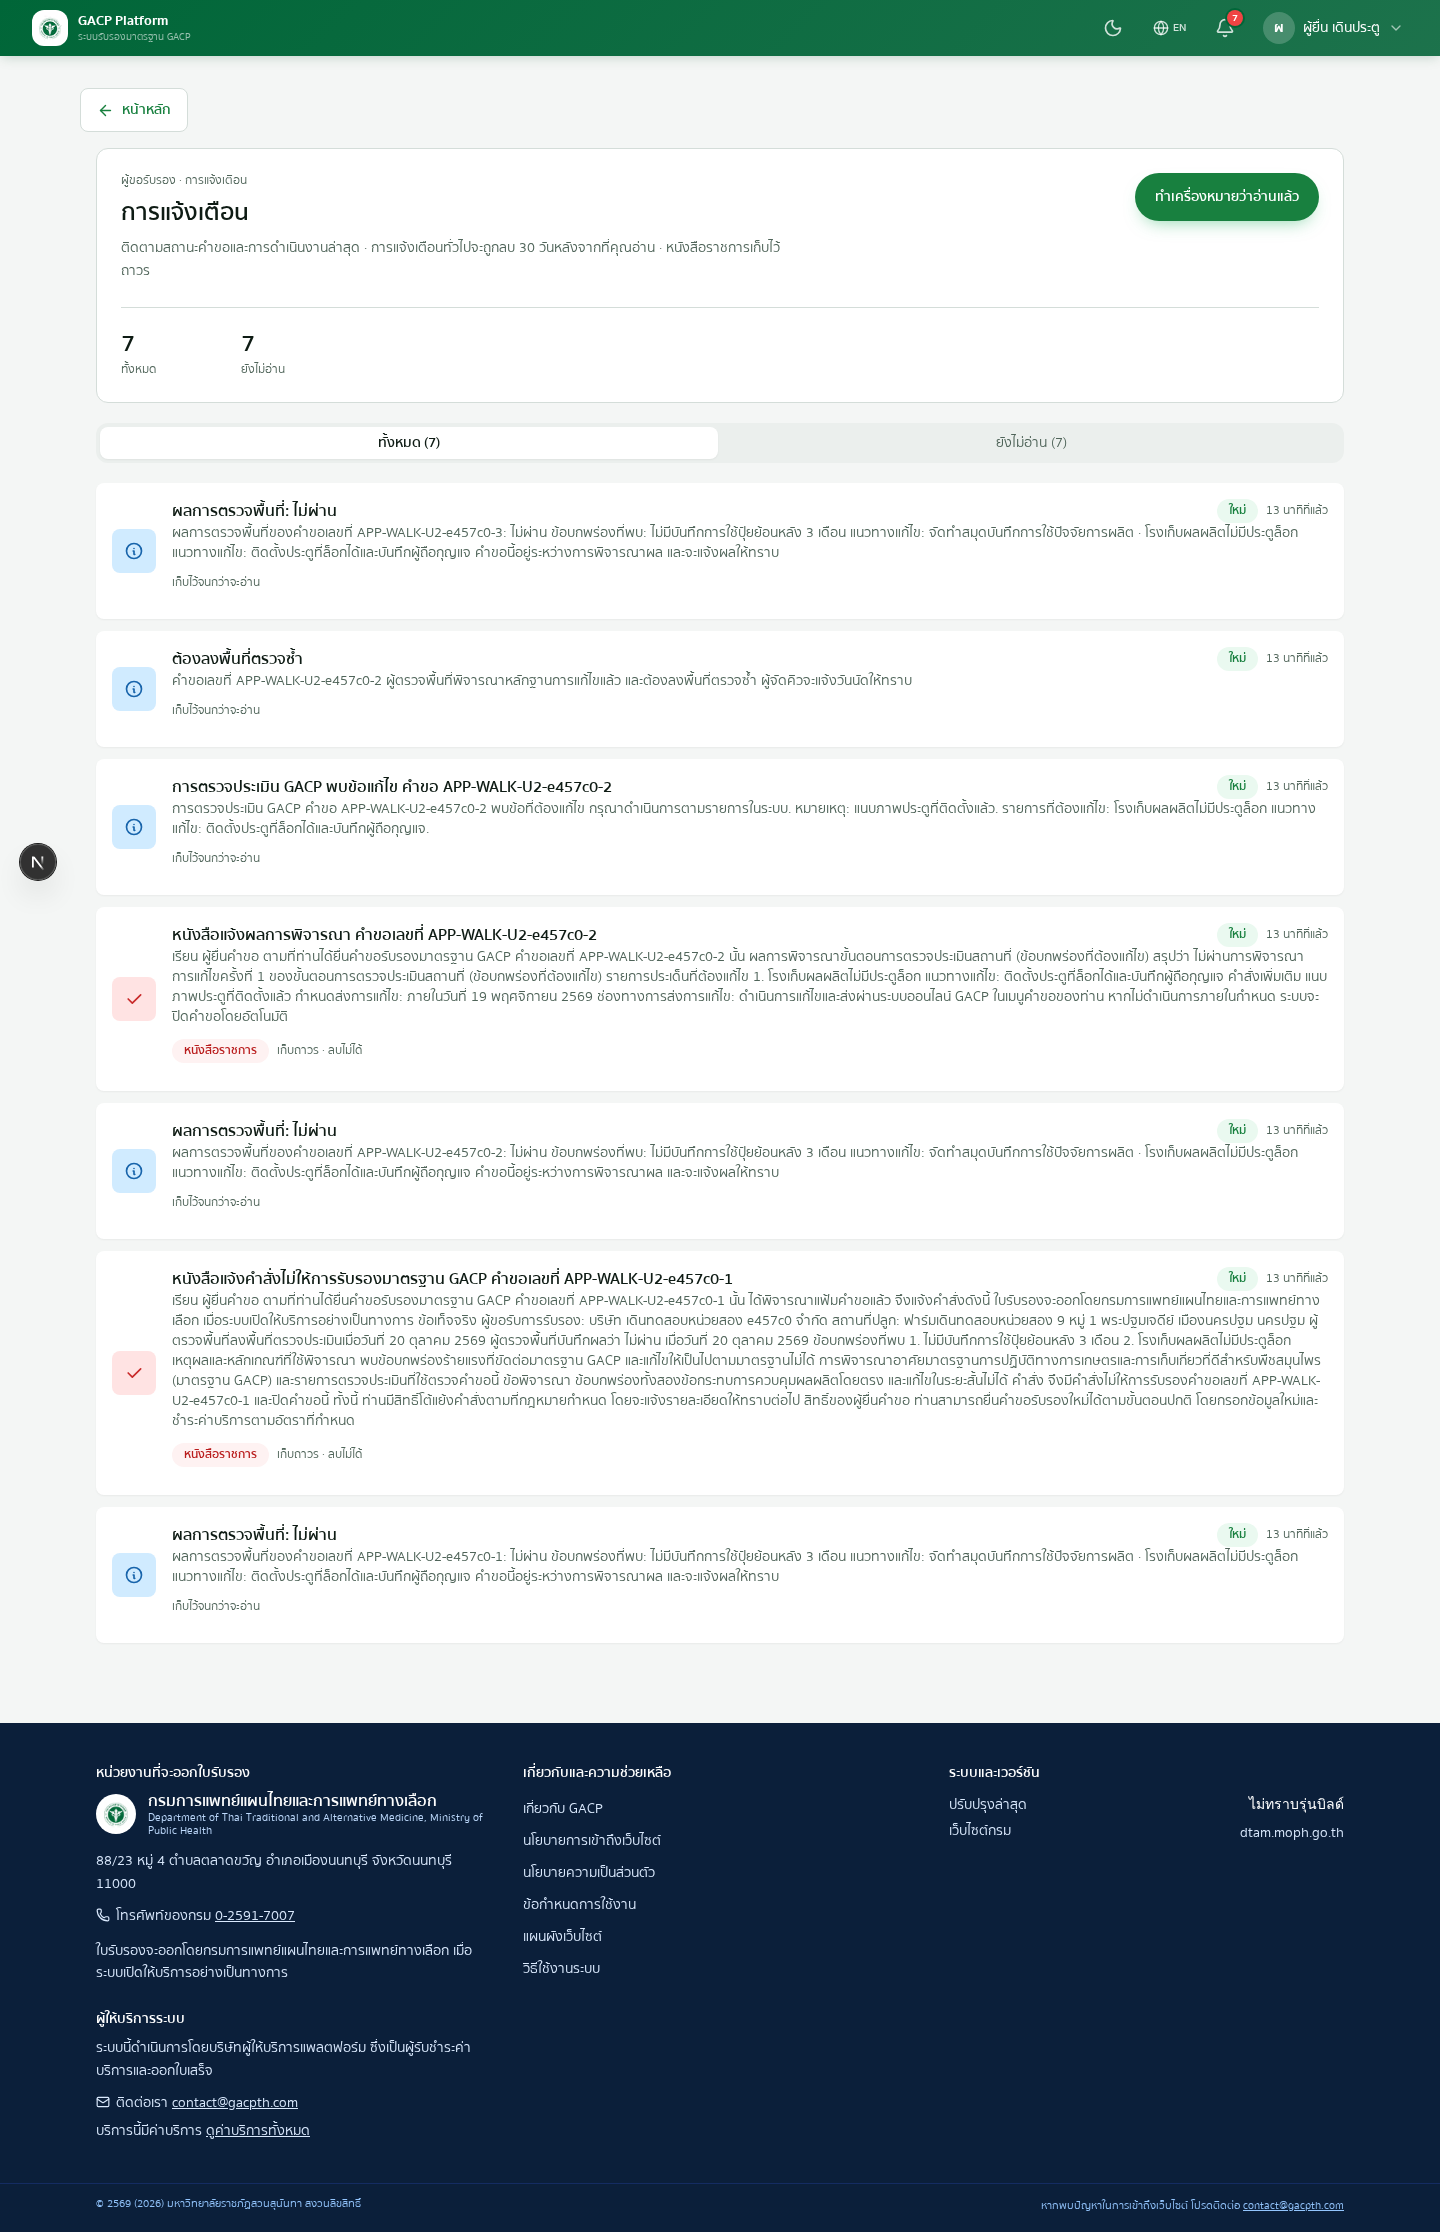 GACP Platform
ระบบรับรองมาตรฐาน GACP
EN
7
ผ
ผู้ยื่น เดินประตู
หน้าหลัก
ผู้ขอรับรอง · การแจ้งเตือน
การแจ้งเตือน
ทำเครื่องหมายว่าอ่านแล้ว
ติดตามสถานะคำขอและการดำเนินงานล่าสุด · การแจ้งเตือนทั่วไปจะถูกลบ 30 วันหลังจากที่คุณอ่าน · หนังสือราชการเก็บไว้
ถาวร
7
ทั้งหมด
7
ยังไม่อ่าน
ทั้งหมด (7)
ยังไม่อ่าน (7)
ผลการตรวจพื้นที่: ไม่ผ่าน
ใหม่ 13 นาทีที่แล้ว
ผลการตรวจพื้นที่ของคำขอเลขที่ APP-WALK-U2-e457c0-3: ไม่ผ่าน ข้อบกพร่องที่พบ: ไม่มีบันทึกการใช้ปุ๋ยย้อนหลัง 3 เดือน แนวทางแก้ไข: จัดทำสมุดบันทึกการใช้ปัจจัยการผลิต · โรงเก็บผลผลิตไม่มีประตูล็อก
แนวทางแก้ไข: ติดตั้งประตูที่ล็อกได้และบันทึกผู้ถือกุญแจ คำขอนี้อยู่ระหว่างการพิจารณาผล และจะแจ้งผลให้ทราบ
เก็บไว้จนกว่าจะอ่าน
ต้องลงพื้นที่ตรวจซ้ำ
ใหม่ 13 นาทีที่แล้ว
คำขอเลขที่ APP-WALK-U2-e457c0-2 ผู้ตรวจพื้นที่พิจารณาหลักฐานการแก้ไขแล้ว และต้องลงพื้นที่ตรวจซ้ำ ผู้จัดคิวจะแจ้งวันนัดให้ทราบ
เก็บไว้จนกว่าจะอ่าน
การตรวจประเมิน GACP พบข้อแก้ไข คำขอ APP-WALK-U2-e457c0-2
ใหม่ 13 นาทีที่แล้ว
การตรวจประเมิน GACP คำขอ APP-WALK-U2-e457c0-2 พบข้อที่ต้องแก้ไข กรุณาดำเนินการตามรายการในระบบ. หมายเหตุ: แนบภาพประตูที่ติดตั้งแล้ว. รายการที่ต้องแก้ไข: โรงเก็บผลผลิตไม่มีประตูล็อก แนวทาง
แก้ไข: ติดตั้งประตูที่ล็อกได้และบันทึกผู้ถือกุญแจ.
เก็บไว้จนกว่าจะอ่าน
หนังสือแจ้งผลการพิจารณา คำขอเลขที่ APP-WALK-U2-e457c0-2
ใหม่ 13 นาทีที่แล้ว
เรียน ผู้ยื่นคำขอ ตามที่ท่านได้ยื่นคำขอรับรองมาตรฐาน GACP คำขอเลขที่ APP-WALK-U2-e457c0-2 นั้น ผลการพิจารณาขั้นตอนการตรวจประเมินสถานที่ (ข้อบกพร่องที่ต้องแก้ไข) สรุปว่า ไม่ผ่านการพิจารณา
การแก้ไขครั้งที่ 1 ของขั้นตอนการตรวจประเมินสถานที่ (ข้อบกพร่องที่ต้องแก้ไข) รายการประเด็นที่ต้องแก้ไข 1. โรงเก็บผลผลิตไม่มีประตูล็อก แนวทางแก้ไข: ติดตั้งประตูที่ล็อกได้และบันทึกผู้ถือกุญแจ คำสั่งเพิ่มเติม แนบ
ภาพประตูที่ติดตั้งแล้ว กำหนดส่งการแก้ไข: ภายในวันที่ 19 พฤศจิกายน 2569 ช่องทางการส่งการแก้ไข: ดำเนินการแก้ไขและส่งผ่านระบบออนไลน์ GACP ในเมนูคำขอของท่าน หากไม่ดำเนินการภายในกำหนด ระบบจะ
ปิดคำขอโดยอัตโนมัติ
หนังสือราชการ เก็บถาวร · ลบไม่ได้
ผลการตรวจพื้นที่: ไม่ผ่าน
ใหม่ 13 นาทีที่แล้ว
ผลการตรวจพื้นที่ของคำขอเลขที่ APP-WALK-U2-e457c0-2: ไม่ผ่าน ข้อบกพร่องที่พบ: ไม่มีบันทึกการใช้ปุ๋ยย้อนหลัง 3 เดือน แนวทางแก้ไข: จัดทำสมุดบันทึกการใช้ปัจจัยการผลิต · โรงเก็บผลผลิตไม่มีประตูล็อก
แนวทางแก้ไข: ติดตั้งประตูที่ล็อกได้และบันทึกผู้ถือกุญแจ คำขอนี้อยู่ระหว่างการพิจารณาผล และจะแจ้งผลให้ทราบ
เก็บไว้จนกว่าจะอ่าน
หนังสือแจ้งคำสั่งไม่ให้การรับรองมาตรฐาน GACP คำขอเลขที่ APP-WALK-U2-e457c0-1
ใหม่ 13 นาทีที่แล้ว
เรียน ผู้ยื่นคำขอ ตามที่ท่านได้ยื่นคำขอรับรองมาตรฐาน GACP คำขอเลขที่ APP-WALK-U2-e457c0-1 นั้น ได้พิจารณาแฟ้มคำขอแล้ว จึงแจ้งคำสั่งดังนี้ ใบรับรองจะออกโดยกรมการแพทย์แผนไทยและการแพทย์ทาง
เลือก เมื่อระบบเปิดให้บริการอย่างเป็นทางการ ข้อเท็จจริง ผู้ขอรับการรับรอง: บริษัท เดินทดสอบหน่วยสอง e457c0 จำกัด สถานที่ปลูก: ฟาร์มเดินทดสอบหน่วยสอง 9 หมู่ 1 พระปฐมเจดีย์ เมืองนครปฐม นครปฐม ผู้
ตรวจพื้นที่ลงพื้นที่ตรวจประเมินเมื่อวันที่ 20 ตุลาคม 2569 ผู้ตรวจพื้นที่บันทึกผลว่า ไม่ผ่าน เมื่อวันที่ 20 ตุลาคม 2569 ข้อบกพร่องที่พบ 1. ไม่มีบันทึกการใช้ปุ๋ยย้อนหลัง 3 เดือน 2. โรงเก็บผลผลิตไม่มีประตูล็อก
เหตุผลและหลักเกณฑ์ที่ใช้พิจารณา พบข้อบกพร่องร้ายแรงที่ขัดต่อมาตรฐาน GACP และแก้ไขให้เป็นไปตามมาตรฐานไม่ได้ การพิจารณาอาศัยมาตรฐานการปฏิบัติทางการเกษตรและการเก็บเกี่ยวที่ดีสำหรับพืชสมุนไพร
(มาตรฐาน GACP) และรายการตรวจประเมินที่ใช้ตรวจคำขอนี้ ข้อพิจารณา ข้อบกพร่องทั้งสองข้อกระทบการควบคุมผลผลิตโดยตรง และแก้ไขในระยะสั้นไม่ได้ คำสั่ง จึงมีคำสั่งไม่ให้การรับรองคำขอเลขที่ APP-WALK-
U2-e457c0-1 และปิดคำขอนี้ ทั้งนี้ ท่านมีสิทธิ์โต้แย้งคำสั่งตามที่กฎหมายกำหนด โดยจะแจ้งรายละเอียดให้ทราบต่อไป สิทธิ์ของผู้ยื่นคำขอ ท่านสามารถยื่นคำขอรับรองใหม่ได้ตามขั้นตอนปกติ โดยกรอกข้อมูลใหม่และ
ชำระค่าบริการตามอัตราที่กำหนด
หนังสือราชการ เก็บถาวร · ลบไม่ได้
ผลการตรวจพื้นที่: ไม่ผ่าน
ใหม่ 13 นาทีที่แล้ว
ผลการตรวจพื้นที่ของคำขอเลขที่ APP-WALK-U2-e457c0-1: ไม่ผ่าน ข้อบกพร่องที่พบ: ไม่มีบันทึกการใช้ปุ๋ยย้อนหลัง 3 เดือน แนวทางแก้ไข: จัดทำสมุดบันทึกการใช้ปัจจัยการผลิต · โรงเก็บผลผลิตไม่มีประตูล็อก
แนวทางแก้ไข: ติดตั้งประตูที่ล็อกได้และบันทึกผู้ถือกุญแจ คำขอนี้อยู่ระหว่างการพิจารณาผล และจะแจ้งผลให้ทราบ
เก็บไว้จนกว่าจะอ่าน
หน่วยงานที่จะออกใบรับรอง
กรมการแพทย์แผนไทยและการแพทย์ทางเลือก
Department of Thai Traditional and Alternative Medicine, Ministry of
Public Health
88/23 หมู่ 4 ตำบลตลาดขวัญ อำเภอเมืองนนทบุรี จังหวัดนนทบุรี
11000
โทรศัพท์ของกรม 0-2591-7007
ใบรับรองจะออกโดยกรมการแพทย์แผนไทยและการแพทย์ทางเลือก เมื่อ
ระบบเปิดให้บริการอย่างเป็นทางการ
ผู้ให้บริการระบบ
ระบบนี้ดำเนินการโดยบริษัทผู้ให้บริการแพลตฟอร์ม ซึ่งเป็นผู้รับชำระค่า
บริการและออกใบเสร็จ
ติดต่อเรา contact@gacpth.com
บริการนี้มีค่าบริการ ดูค่าบริการทั้งหมด
เกี่ยวกับและความช่วยเหลือ
เกี่ยวกับ GACP
นโยบายการเข้าถึงเว็บไซต์
นโยบายความเป็นส่วนตัว
ข้อกำหนดการใช้งาน
แผนผังเว็บไซต์
วิธีใช้งานระบบ
ระบบและเวอร์ชัน
ปรับปรุงล่าสุด ไม่ทราบรุ่นบิลด์
เว็บไซต์กรม dtam.moph.go.th
© 2569 (2026) มหาวิทยาลัยราชภัฏสวนสุนันทา สงวนลิขสิทธิ์
หากพบปัญหาในการเข้าถึงเว็บไซต์ โปรดติดต่อ contact@gacpth.com